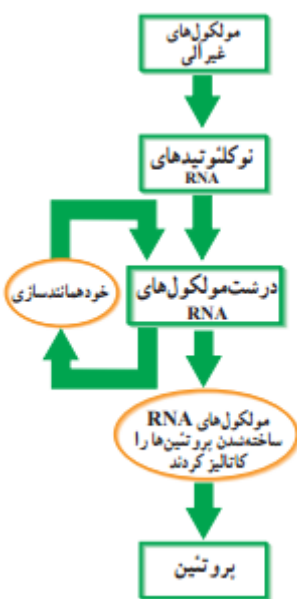 مولکول‌های
غیرآلی
نوکلئوتیدهای
RNA
درشت‌مولکول‌های
RNA
خودهمانندسازی
مولکول‌های RNA
ساخته‌شدن پروتئین‌ها را
کاتالیز کردند
پروتئین